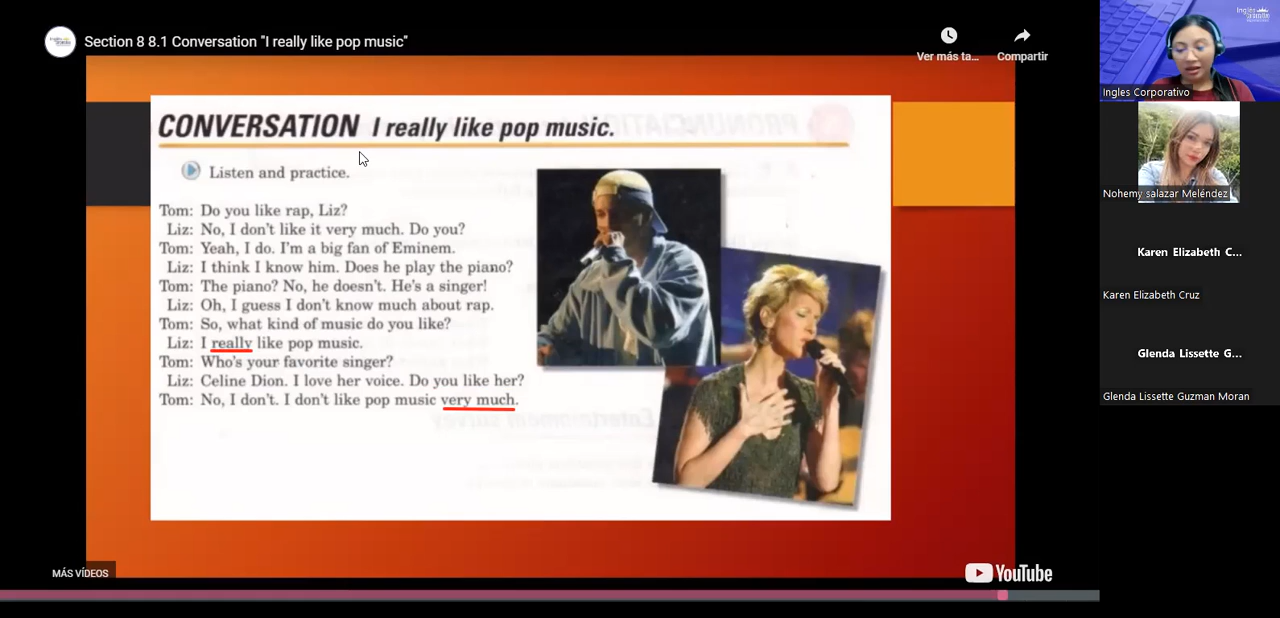 Section 8 8.1 Conversation "I really like pop music"
Ver más ta...
Compartir
CONVERSATION I really like pop music.
Listen and practice.
Tom: Do you like rap, Liz?
Liz: No, I don't like it very much. Do you?
Tom: Yeah, I do. I'm a big fan of Eminem.
Liz: I think I know him. Does he play the piano?
Tom: The piano? No, he doesn't. He's a singer!
Liz: Oh, I guess I don't know much about rap.
Tom: So, what kind of music do you like?
Liz: I really like pop music.
Tom: Who's your favorite singer?
Liz: Celine Dion. I love her voice. Do you like her?
Tom: No, I don't. I don't like pop music very much.
MÁS VÍDEOS
YouTube
Ingles Corporativo
Nohemy salazar Meléndez
Karen Elizabeth C...
Karen Elizabeth Cruz
Glenda Lissette G...
Glenda Lissette Guzman Moran